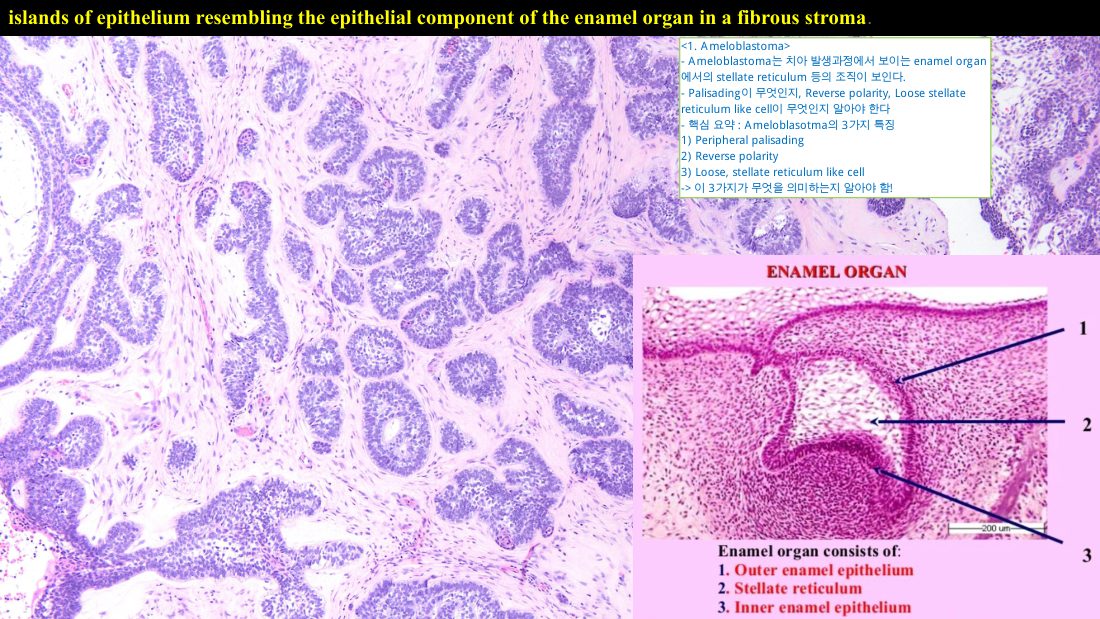 islands of epithelium resembling the epithelial component of the enamel organ in a fibrous stroma.
<1. Ameloblastoma>
- Ameloblastoma는 치아 발생과정에서 보이는 enamel organ
에서의 stellate reticulum 등의 조직이 보인다.
- Palisading이 무엇인지, Reverse polarity, Loose stellate
reticulum like cell이 무엇인지 알아야 한다
- 핵심 요약 : Ameloblasotma의 3가지 특징
1) Peripheral palisading
2) Reverse polarity
3) Loose, stellate reticulum like cell
-> 이 3가지가 무엇을 의미하는지 알아야 함!
ENAMEL ORGAN
1
2
200 um
3
Enamel organ consists of:
1. Outer enamel epithelium
2. Stellate reticulum
3. Inner enamel epithelium